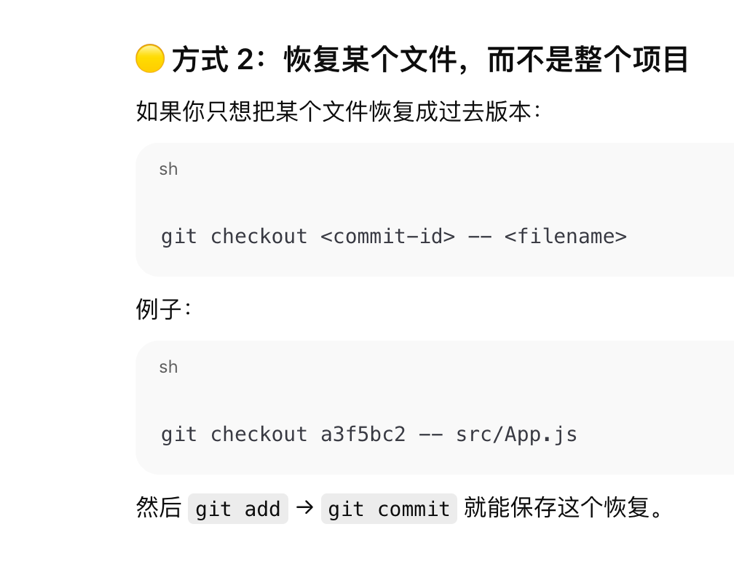 🟡 方式 2：恢复某个文件，而不是整个项目
如果你只想把某个文件恢复成过去版本：
sh
git checkout <commit-id> -- <filename>
例子：
sh
git checkout a3f5bc2 -- src/App.js
然后 git add → git commit 就能保存这个恢复。